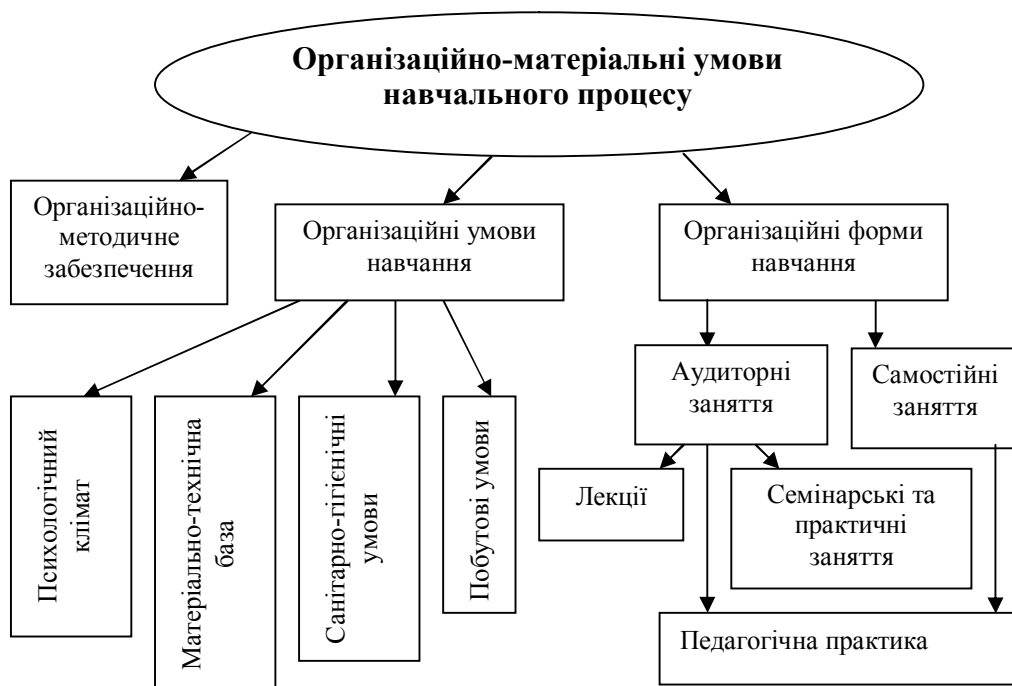 Організаційно-матеріальні умови
навчального процесу
Організаційно-
методичне
забезпечення
Організаційні умови
навчання
Організаційні форми
навчання
Аудиторні
заняття
Самостійні
заняття
Психологічний
клімат
Матеріально-технічна
база
Санітарно-гігієнічні
умови
Побутові умови
Лекції
Семінарські та
практичні
заняття
Педагогічна практика